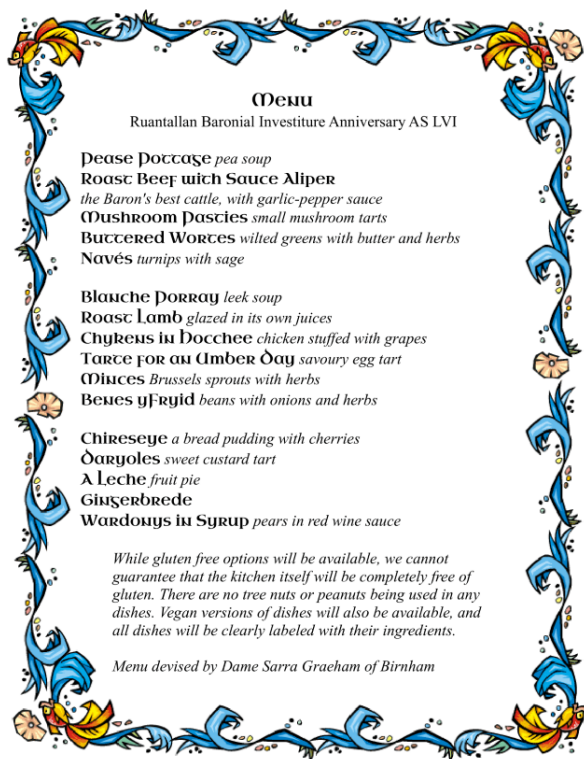 Menu
Ruantallan Baronial Investiture Anniversary AS LVI
Pease Pottage pea soup
Roast Beef with Sauce Aliper
the Baron's best cattle, with garlic-pepper sauce
Mushroom Pasties small mushroom tarts
Buttered Wortes wilted greens with butter and herbs
Navés turnips with sage
Blanche Porray leek soup
Roast Lamb glazed in its own juices
Chykens in Hocchee chicken stuffed with grapes
Tarte for an Umber Day savoury egg tart
Minces Brussels sprouts with herbs
Benes yFryid beans with onions and herbs
Chireseye a bread pudding with cherries
Daryoles sweet custard tart
A Leche fruit pie
Gingerbrede
Wardonys in Syrup pears in red wine sauce
While gluten free options will be available, we cannot
guarantee that the kitchen itself will be completely free of
gluten. There are no tree nuts or peanuts being used in any
dishes. Vegan versions of dishes will also be available, and
all dishes will be clearly labeled with their ingredients.
Menu devised by Dame Sarra Graeham of Birnham